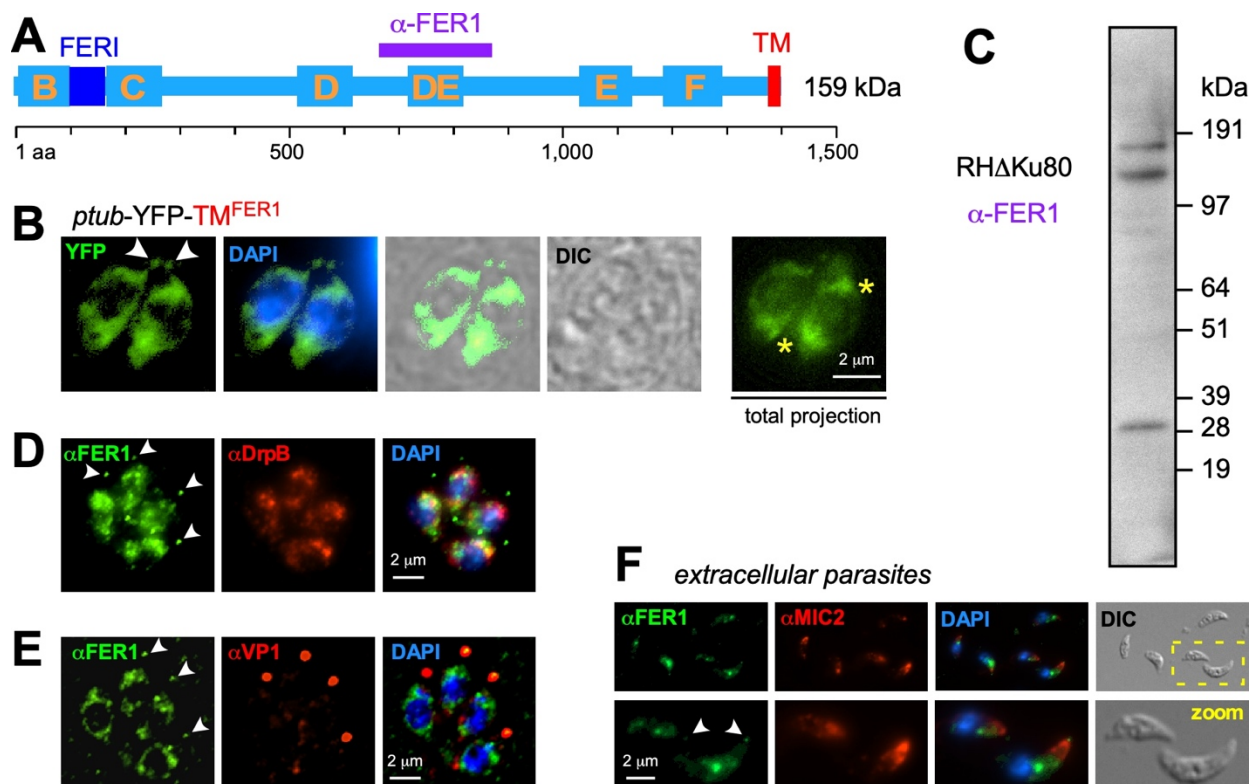 A
α-FER1
FERI
TM
B C D DE E F
159 kDa
1 aa 500 1,000 1,500
B
ptub-YFP-TMFER1
YFP
DAPI
DIC
*
*
2 μm
total projection
C
kDa
191
RHΔKu80
α-FER1
97
64
51
39
28
19
D
αFER1
αDrpB
DAPI
2 μm
E
αFER1
αVP1
DAPI
2 μm
F
extracellular parasites
αFER1
αMIC2
DAPI
DIC
zoom
2 μm